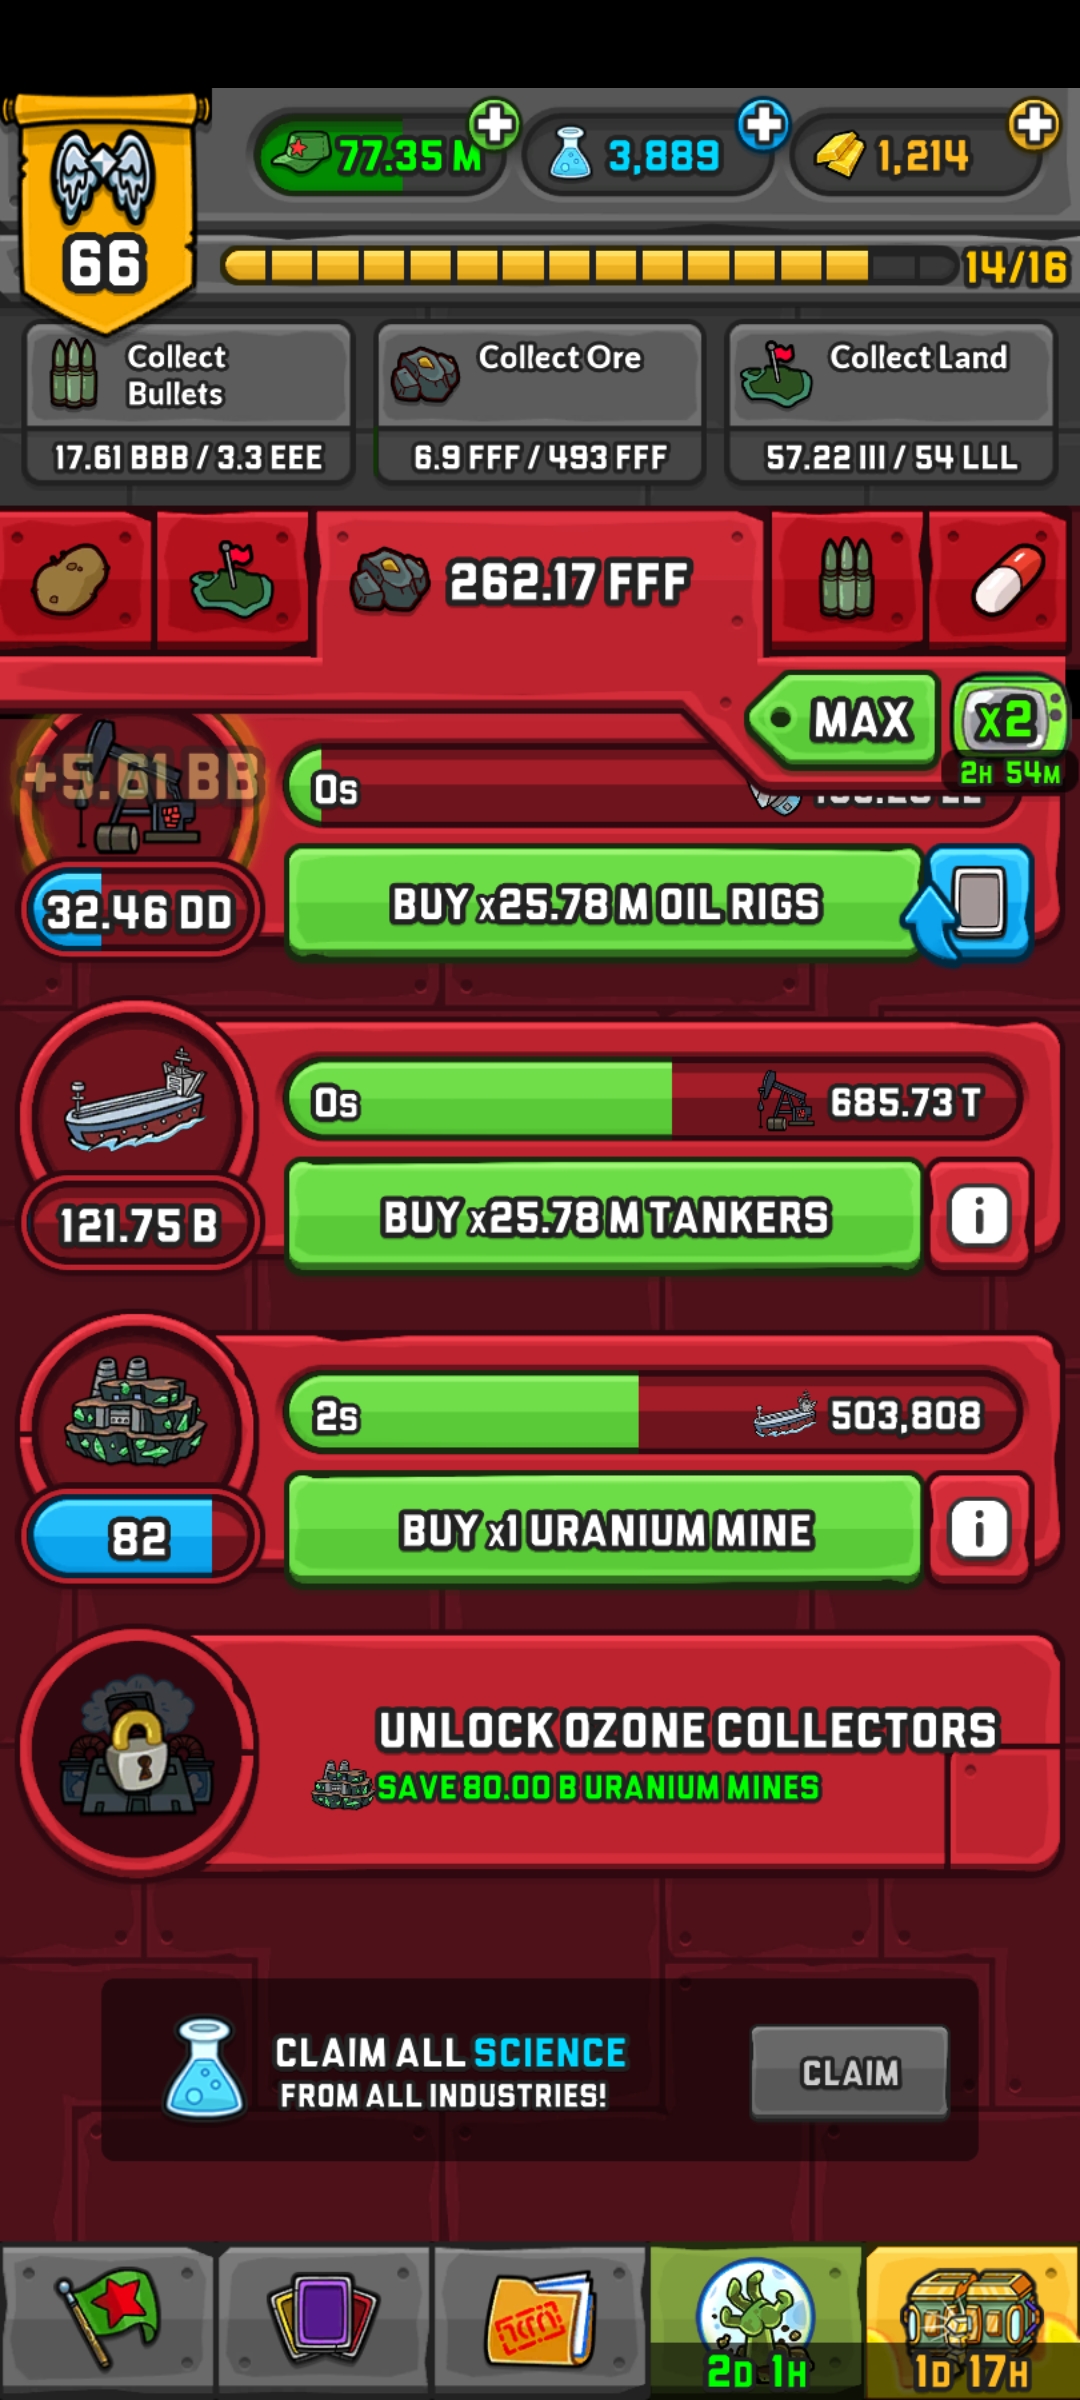 77.35 M
3,889
1,214
66
14/16
Collect
Bullets
17.61 BBB / 3.3 EEE
Collect Ore
6.9 FFF / 493 FFF
Collect Land
57.22 III / 54 LLL
262.17 FFF
MAX
x2
2H 54M
+5.61 BB
0s
32.46 DD
BUY x25.78 M OIL RIGS
0s
685.73 T
121.75 B
BUY x25.78 M TANKERS
i
2s
503,808
82
BUY x1 URANIUM MINE
i
UNLOCK OZONE COLLECTORS
SAVE 80.00 B URANIUM MINES
CLAIM ALL SCIENCE
FROM ALL INDUSTRIES!
CLAIM
2D 1H
1D 17H